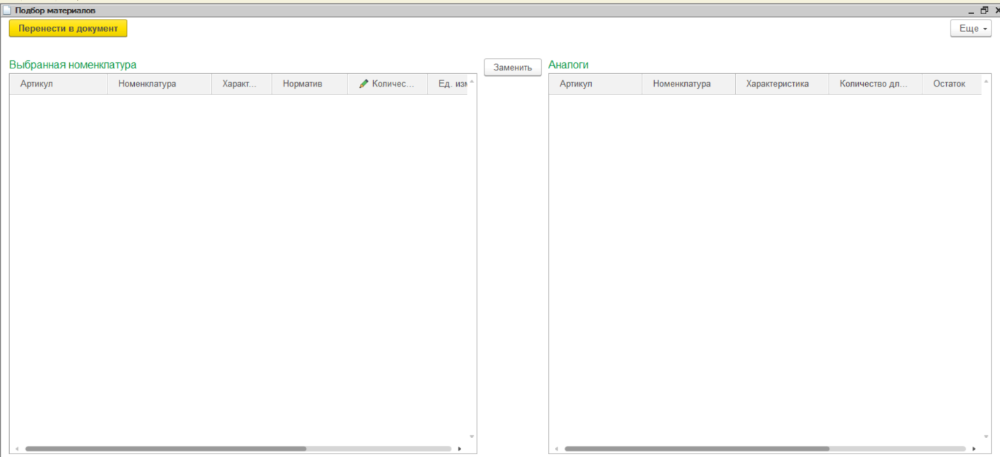 Подбор материалов
Перенести в документ
Еще
Выбранная номенклатура
Заменить
Аналоги
Артикул Номенклатура Характ... Норматив Количес... Ед. изм
Артикул Номенклатура Характеристика Количество дл... Остаток